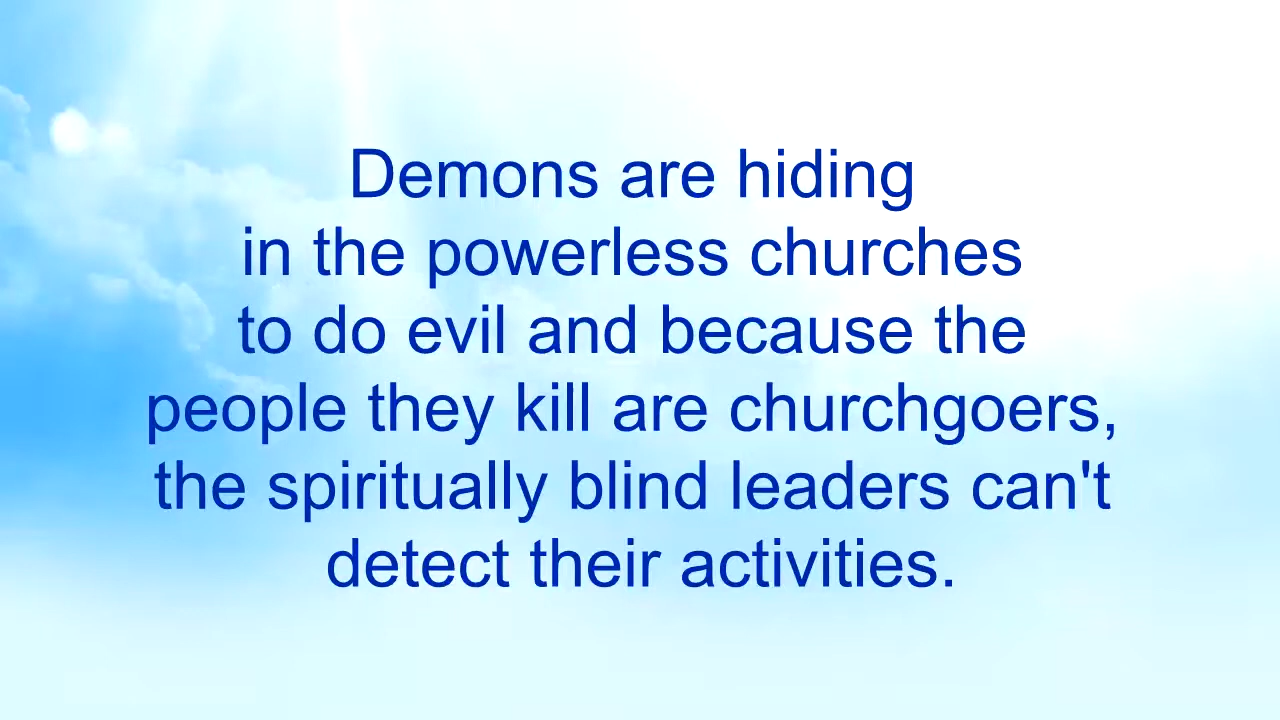 Demons are hiding
in the powerless churches
to do evil and because the
people they kill are churchgoers,
the spiritually blind leaders can't
detect their activities.